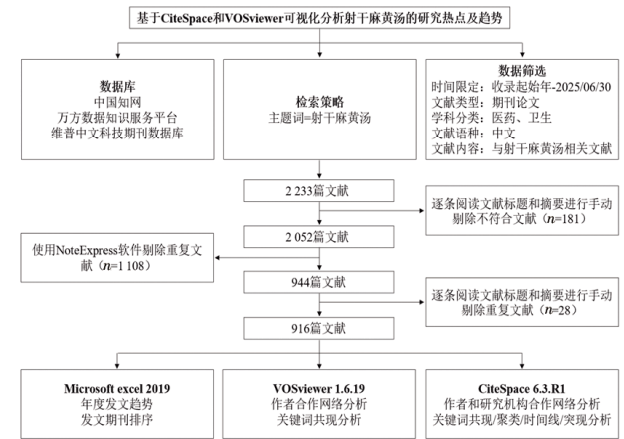 基于CiteSpace和VOSviewer可视化分析射干麻黄汤的研究热点及趋势
数据库
中国知网
万方数据知识服务平台
维普中文科技期刊数据库
检索策略
主题词=射干麻黄汤
数据筛选
时间限定：收录起始年-2025/06/30
文献类型：期刊论文
学科分类：医药、卫生
文献语种：中文
文献内容：与射干麻黄汤相关文献
2 233篇文献
逐条阅读文献标题和摘要进行手动
剔除不符合文献（n=181）
2 052篇文献
使用NoteExpress软件剔除重复文
献（n=1 108）
944篇文献
逐条阅读文献标题和摘要进行手动
剔除重复文献（n=28）
916篇文献
Microsoft excel 2019
年度发文趋势
发文期刊排序
VOSviewer 1.6.19
作者合作网络分析
关键词共现分析
CiteSpace 6.3.R1
作者和研究机构合作网络分析
关键词共现/聚类/时间线/突现分析